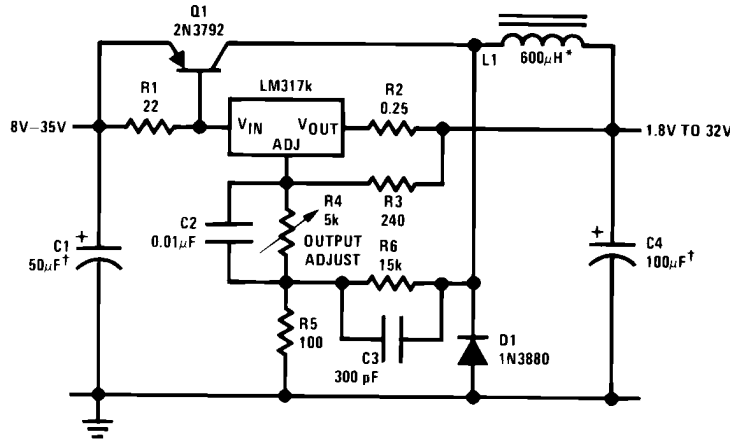 Q1
2N3792
L1
600μH*
R1
22
LM317k
R2
0.25
8V–35V
VIN
VOUT
1.8V TO 32V
ADJ
R4
5k
R3
240
C2
0.01μF
OUTPUT
ADJUST
R6
15k
+
C1
50μF†
+
C4
100μF†
R5
100
C3
300 pF
D1
1N3880